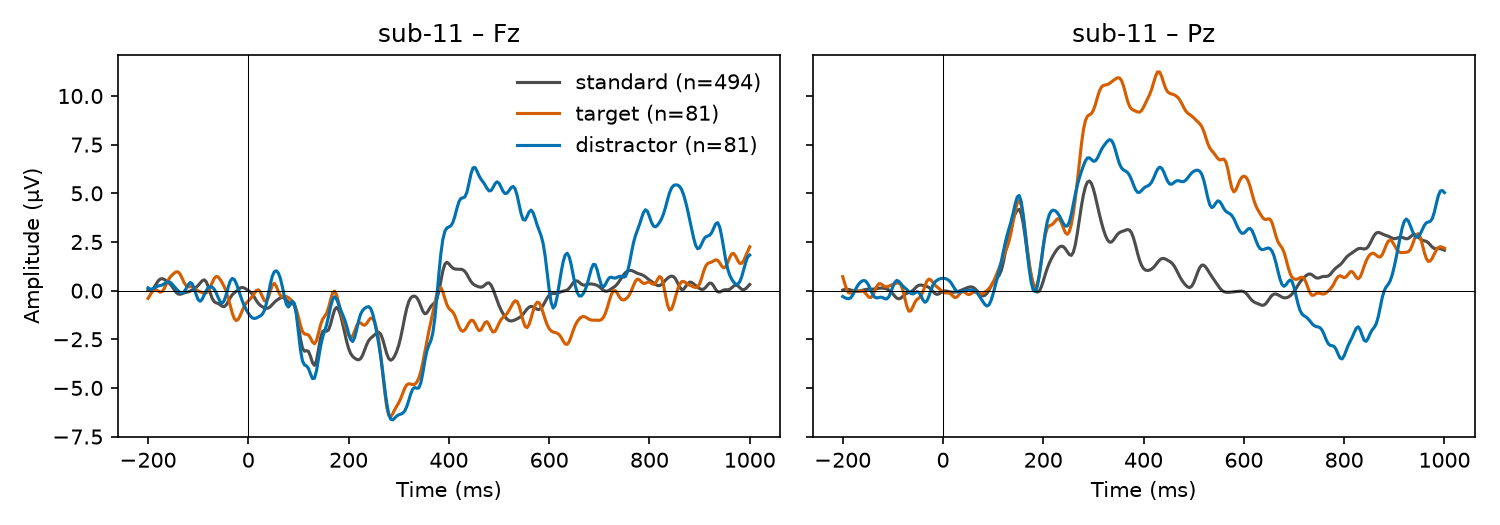 sub-11 – Fz
sub-11 – Pz
standard (n=494)
target (n=81)
distractor (n=81)
Amplitude (µV)
10.0
7.5
5.0
2.5
0.0
−2.5
−5.0
−7.5
−200 0 200 400 600 800 1000
−200 0 200 400 600 800 1000
Time (ms)
Time (ms)